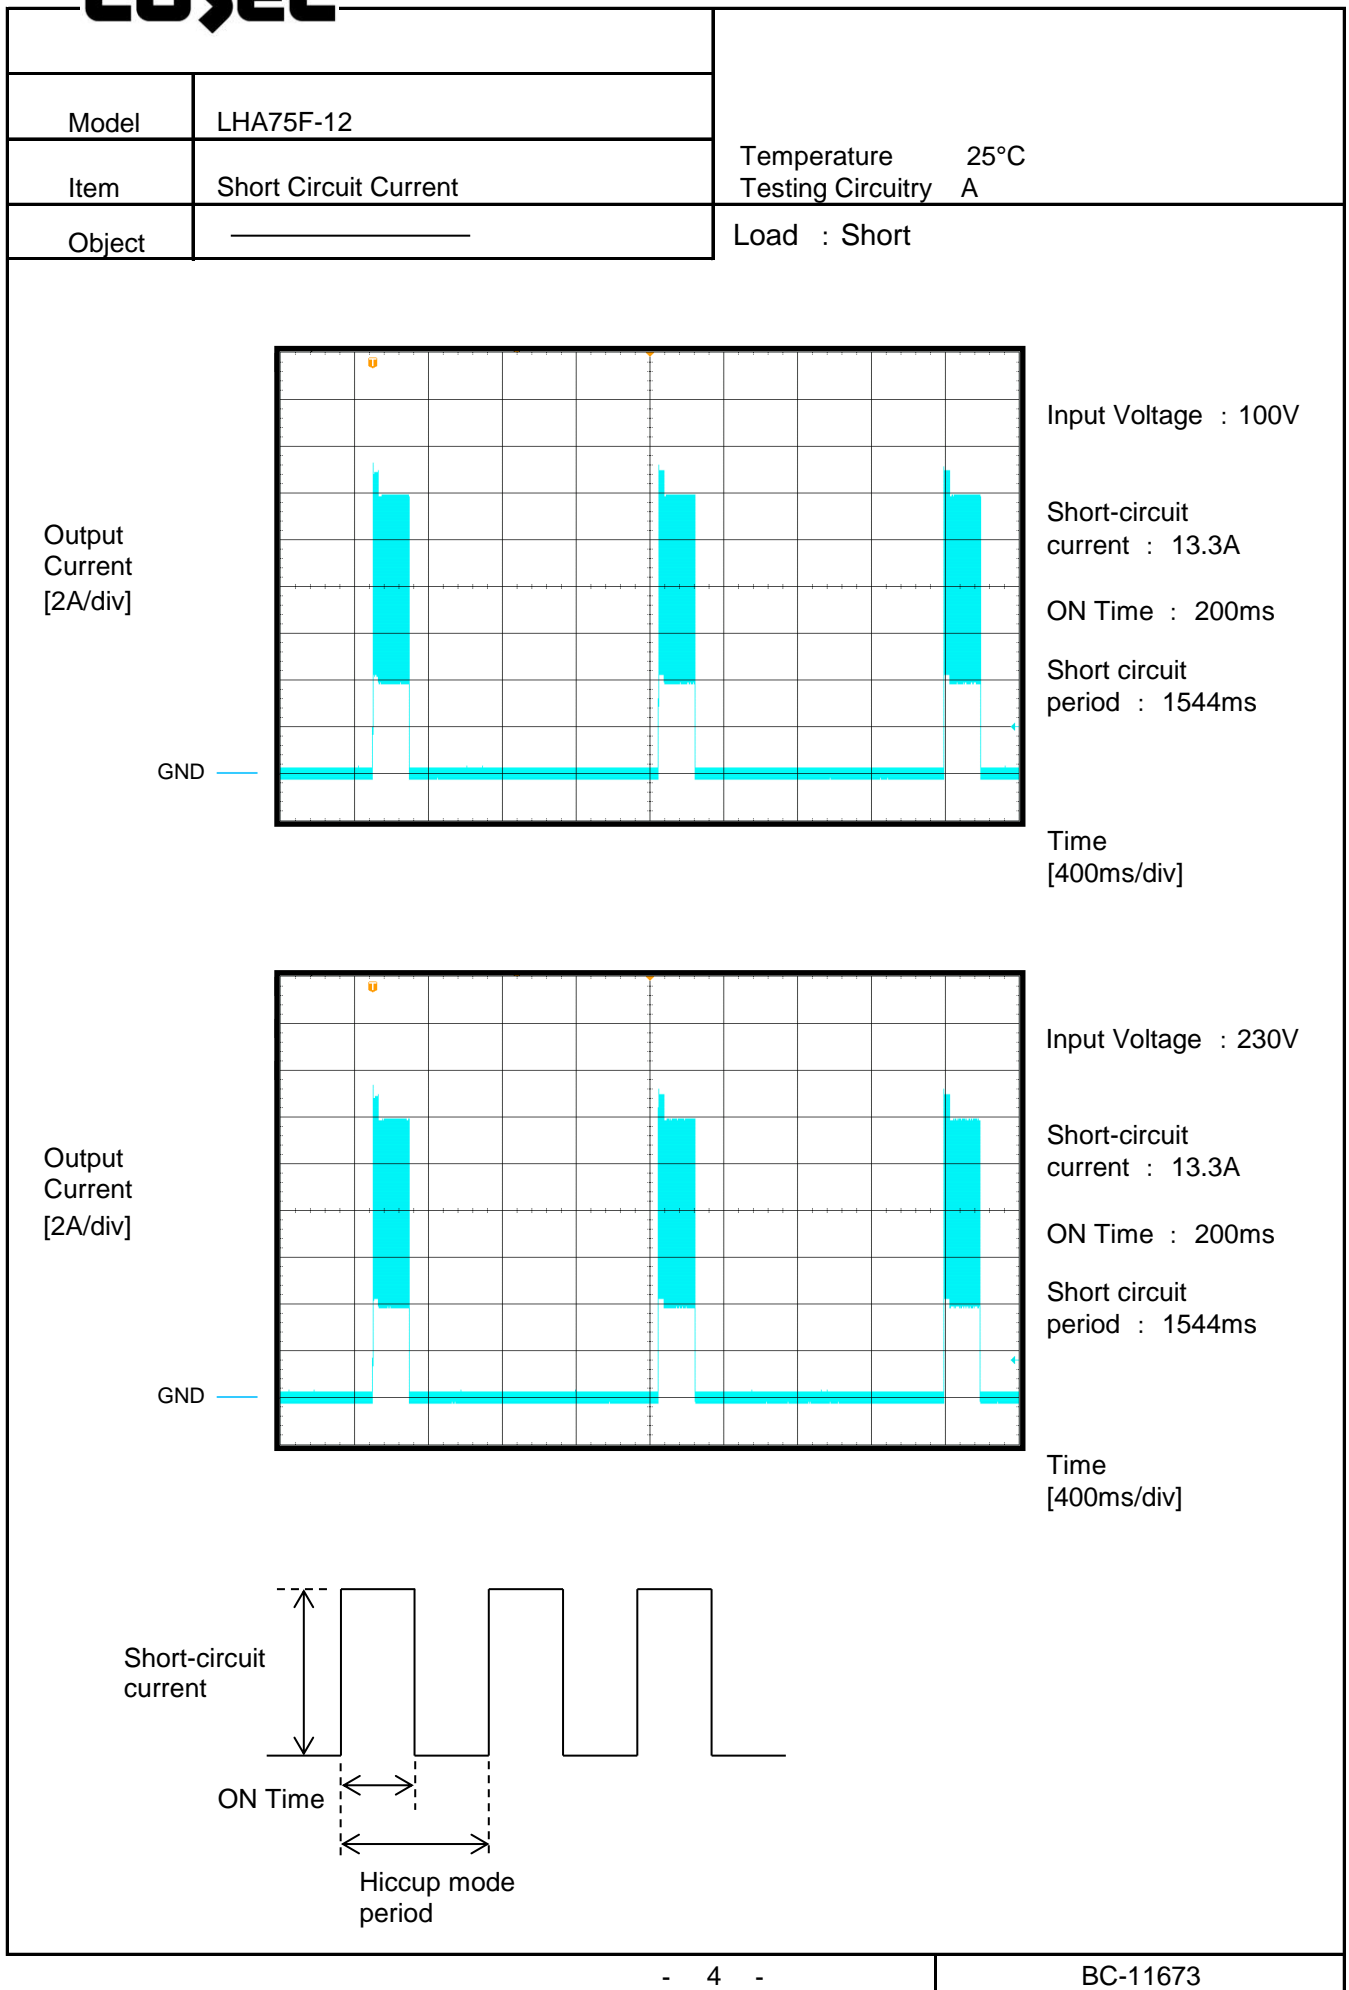 COSEL
Model LHA75F-12
Temperature 25°C
Item Short Circuit Current
Testing Circuitry A
Object
Load : Short
T
Input Voltage : 100V
Output
Current
[2A/div]
Short-circuit
current : 13.3A
ON Time : 200ms
Short circuit
period : 1544ms
GND
Time
[400ms/div]
T
Input Voltage : 230V
Output
Current
[2A/div]
Short-circuit
current : 13.3A
ON Time : 200ms
Short circuit
period : 1544ms
GND
Time
[400ms/div]
Short-circuit
current
ON Time
Hiccup mode
period
- 4 -
BC-11673